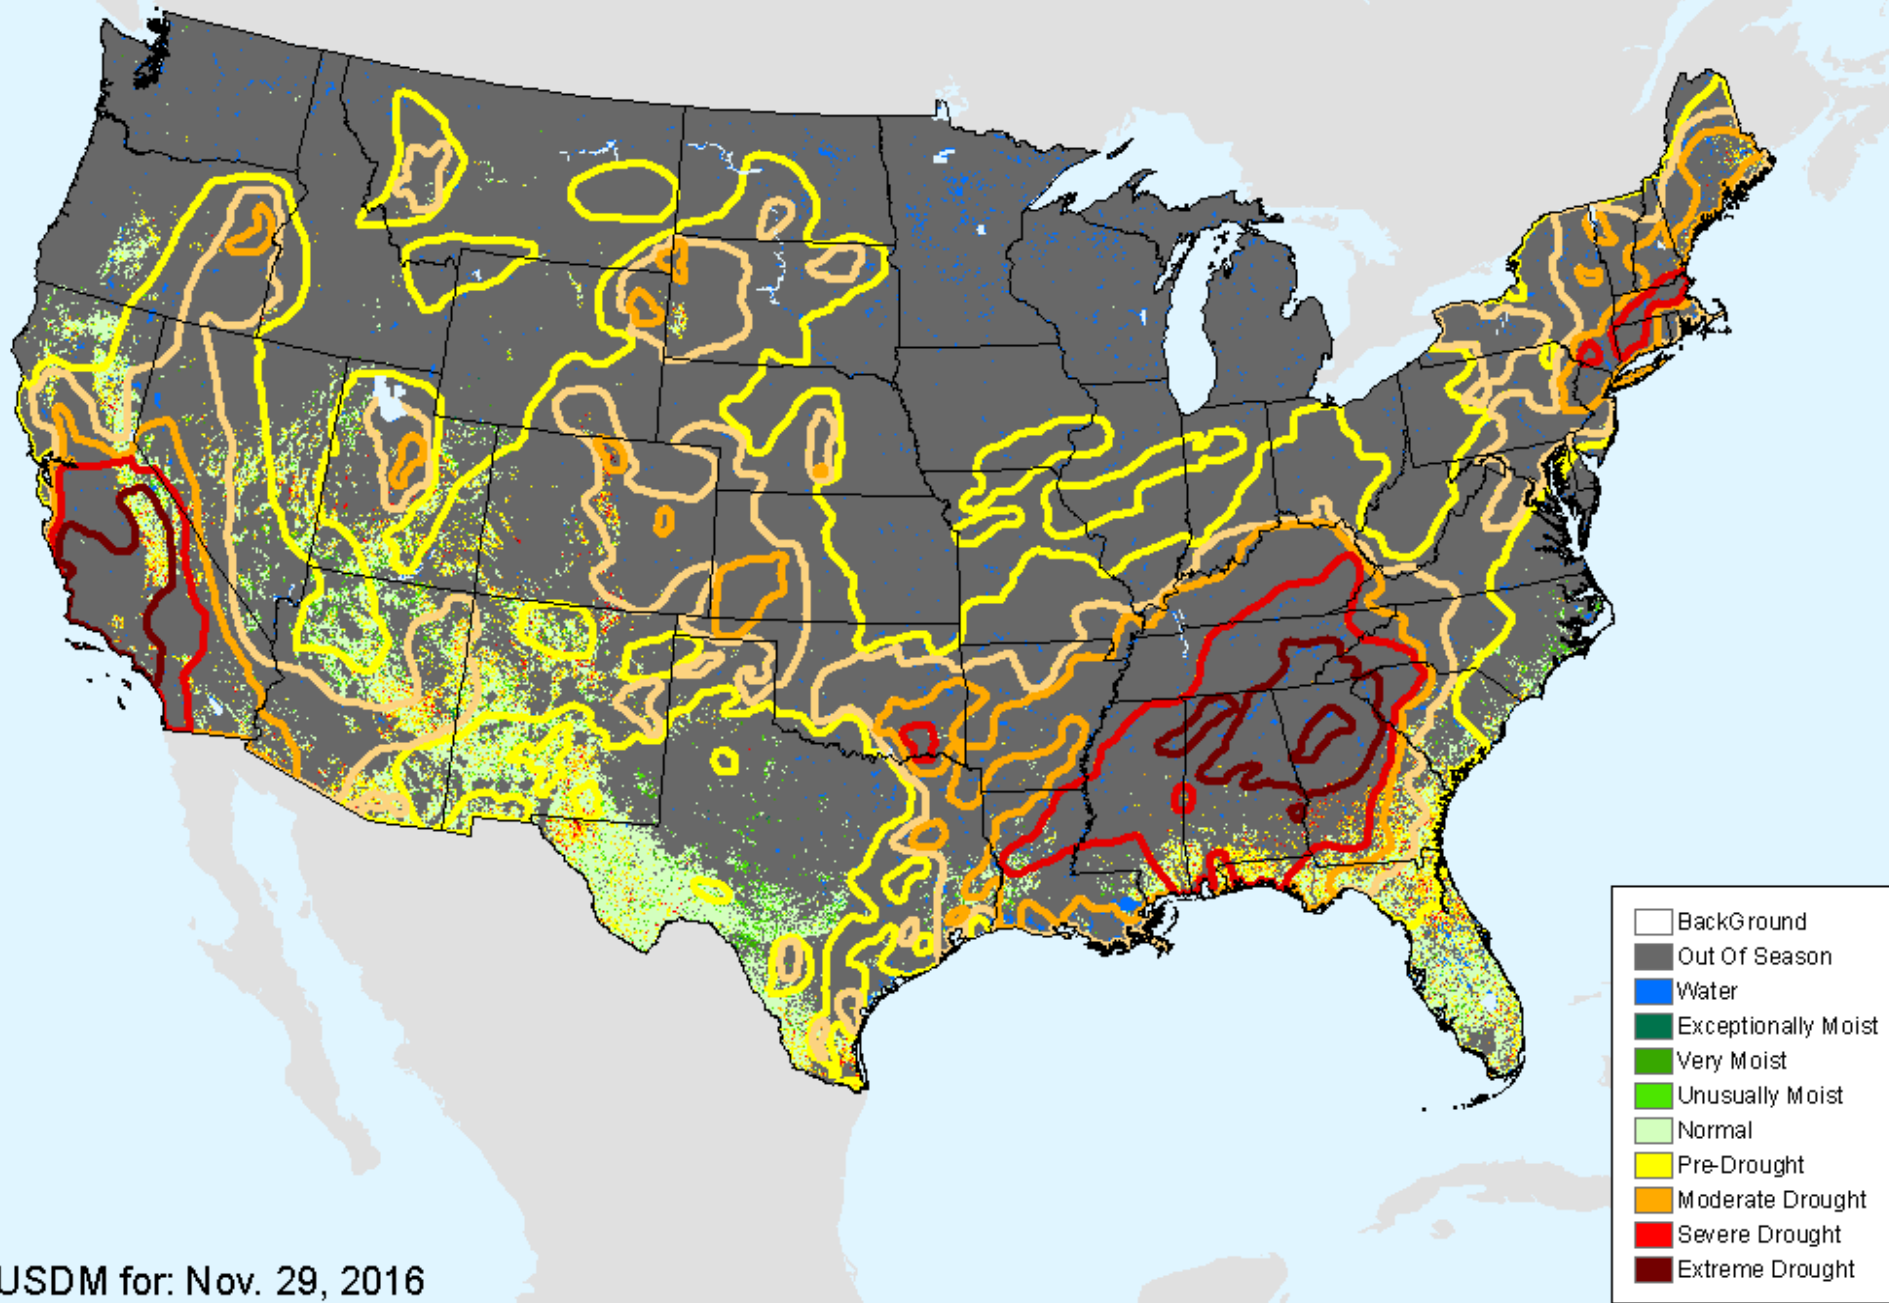 BackGround
Out Of Season
Water
Exceptionally Moist
Very Moist
Unusually Moist
Normal
Pre-Drought
Moderate Drought
Severe Drought
Extreme Drought
USDM for: Nov. 29, 2016